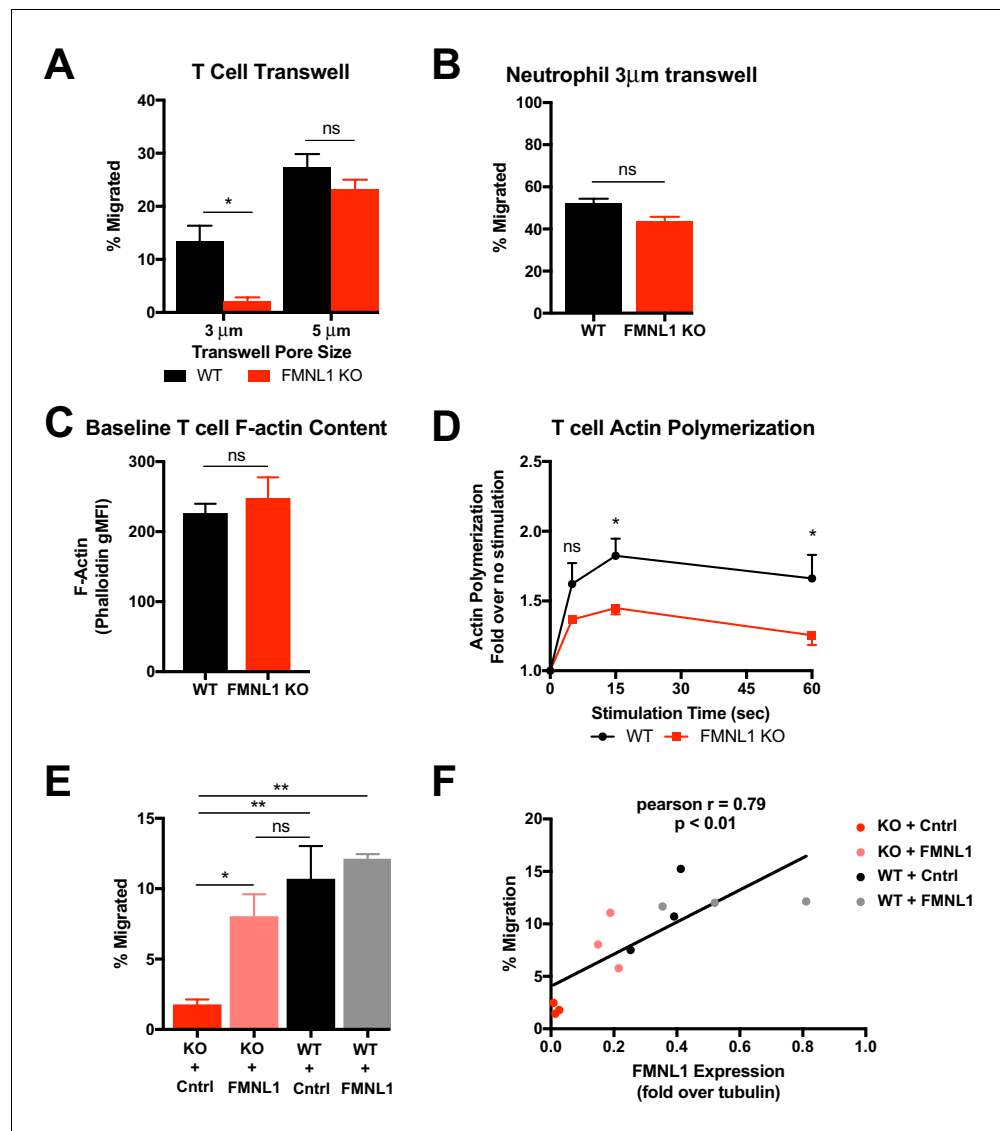 A
T Cell Transwell
40
30
20
10
0
% Migrated
*
ns
3 μm
5 μm
Transwell Pore Size
WT
FMNL1 KO
B
Neutrophil 3μm transwell
100
80
60
40
20
0
% Migrated
ns
WT
FMNL1 KO
C
Baseline T cell F-actin Content
300
200
100
0
F-Actin
(Phalloidin gMFI)
ns
WT
FMNL1 KO
D
T cell Actin Polymerization
2.5
2.0
1.5
1.0
Actin Polymerization
Fold over no stimulation
ns
*
*
0
15
30
45
60
Stimulation Time (sec)
WT
FMNL1 KO
E
15
10
5
0
% Migrated
**
**
ns
*
KO
+
Cntrl
KO
+
FMNL1
WT
+
Cntrl
WT
+
FMNL1
F
pearson r = 0.79
p < 0.01
20
15
10
5
0
% Migration
0.0
0.2
0.4
0.6
0.8
1.0
FMNL1 Expression
(fold over tubulin)
KO + Cntrl
KO + FMNL1
WT + Cntrl
WT + FMNL1